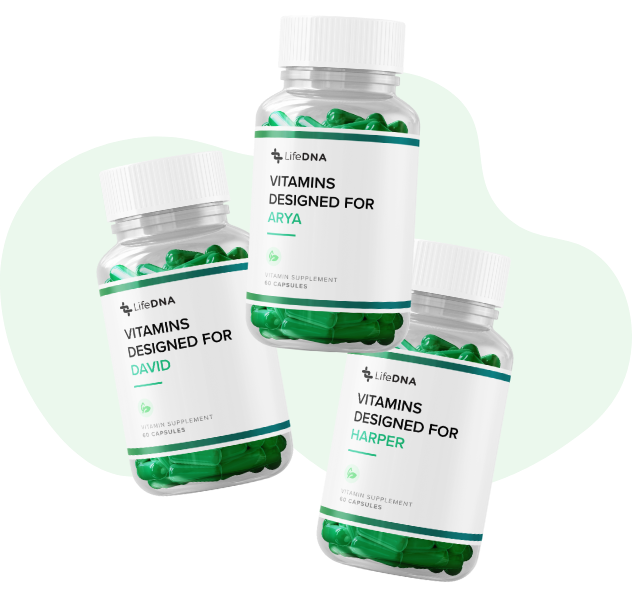 LifeDNA
VITAMINS
DESIGNED FOR
ARYA
VITAMIN SUPPLEMENT
60 CAPSULES
LifeDNA
VITAMINS
DESIGNED FOR
DAVID
VITAMIN SUPPLEMENT
60 CAPSULES
LifeDNA
VITAMINS
DESIGNED FOR
HARPER
VITAMIN SUPPLEMENT
60 CAPSULES